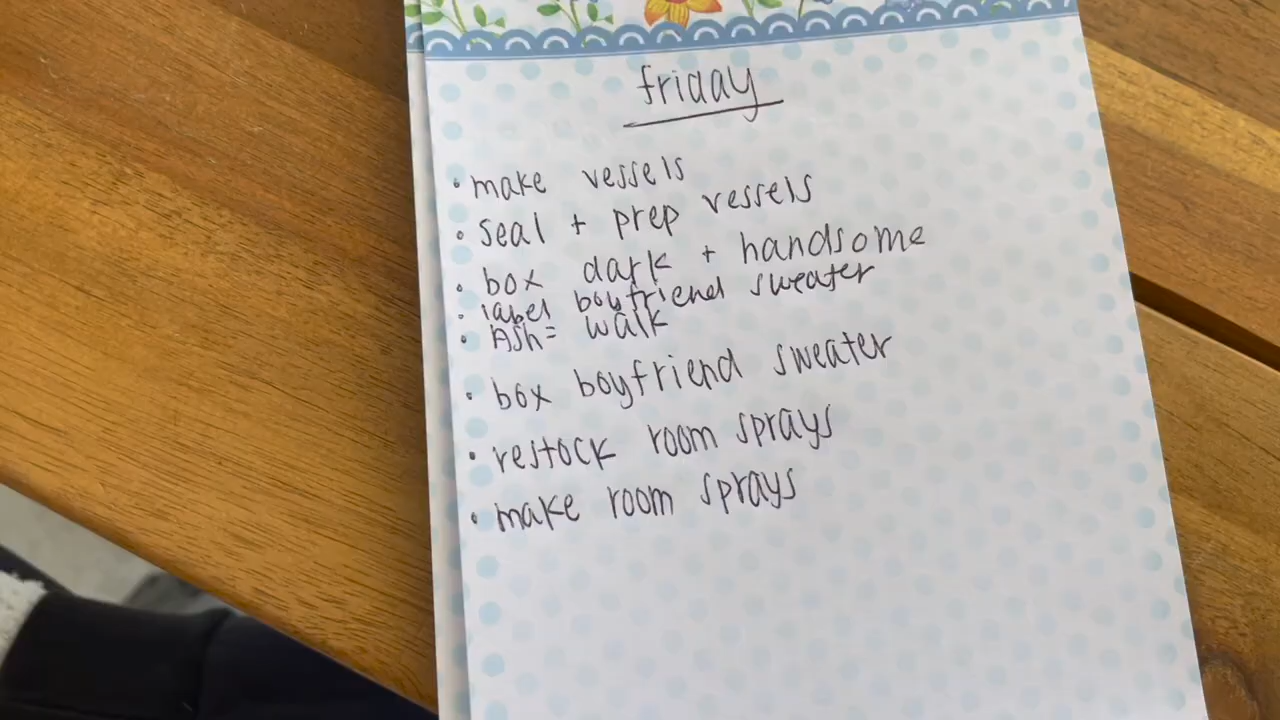 friday
• make vessels
• seal + prep vessels
• box dark + handsome
• label boyfriend sweater
• Ash= walk
• box boyfriend sweater
• restock room sprays
• make room sprays